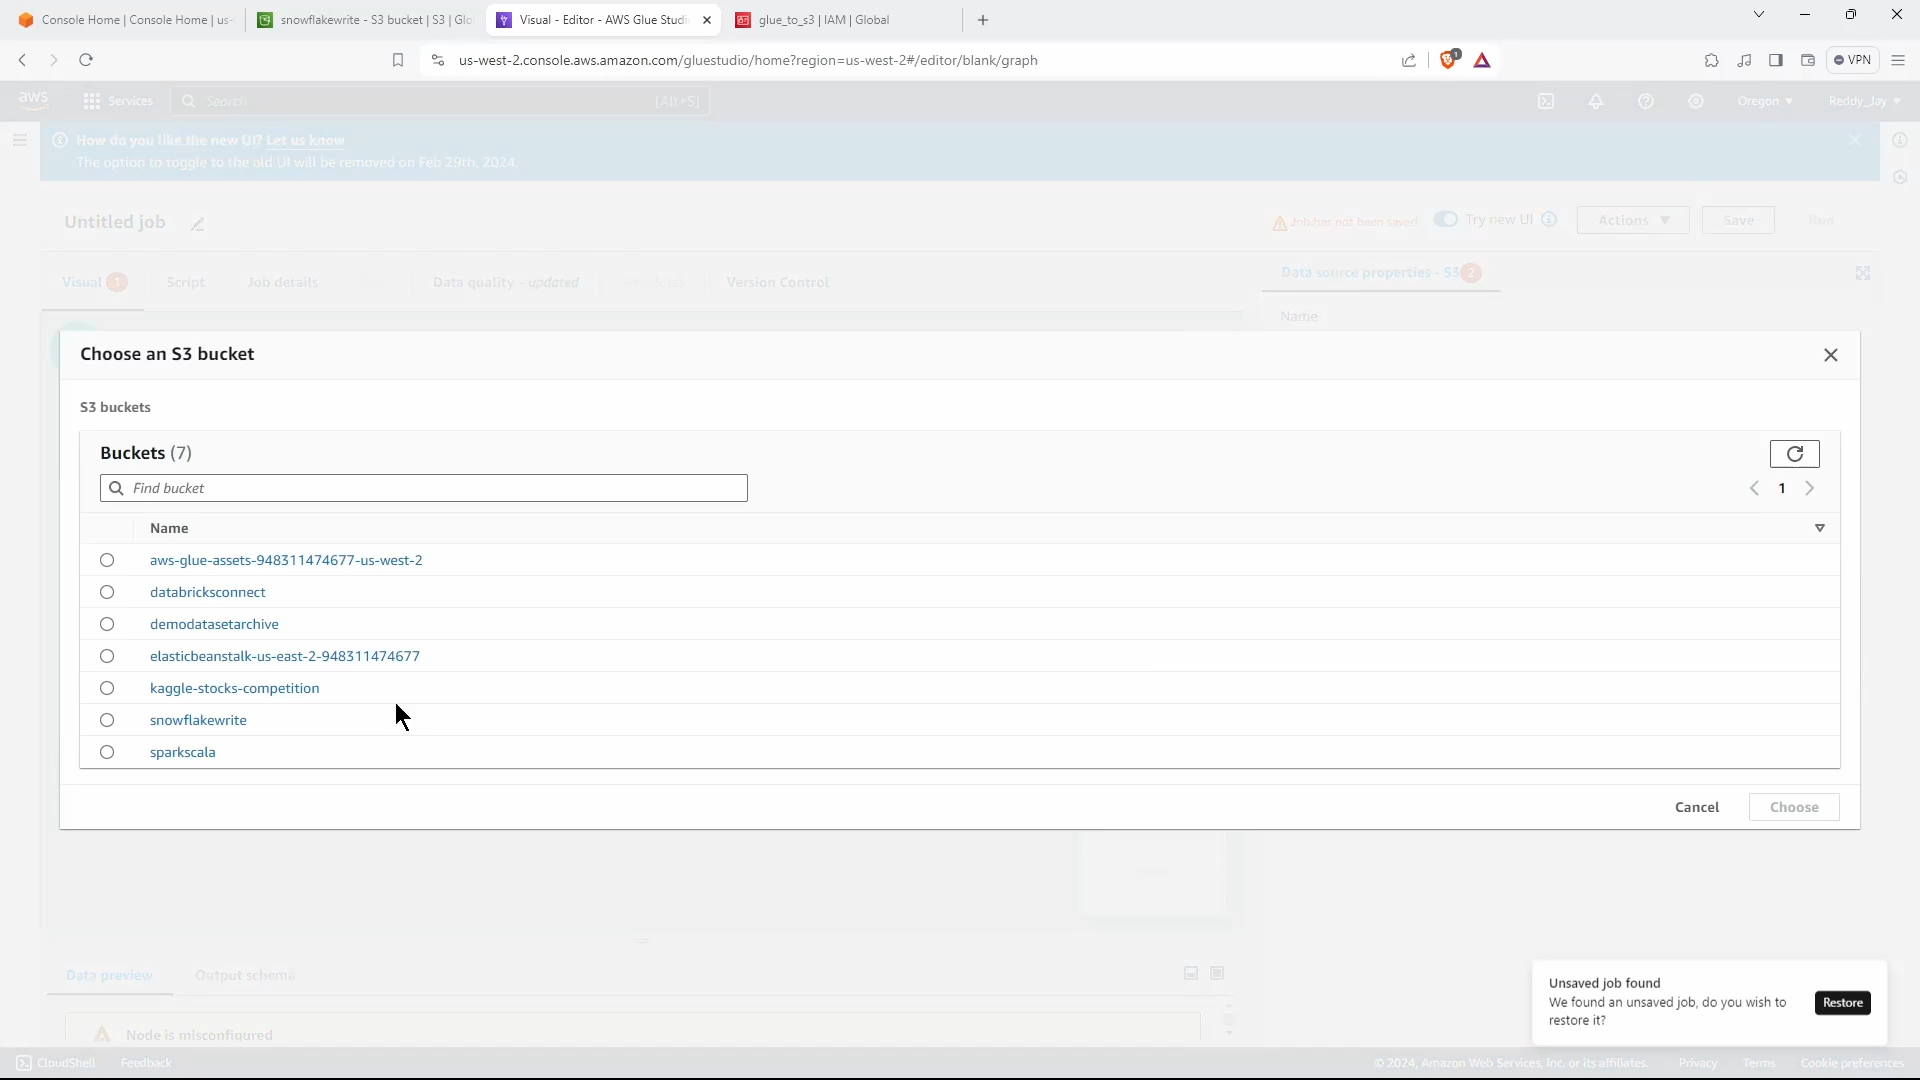 Console Home | Console Home | us-
snowflakewrite - S3 bucket | S3 | Glo
Visual - Editor - AWS Glue Studi
glue_to_s3 | IAM | Global
us-west-2.console.aws.amazon.com/gluestudio/home?region=us-west-2#/editor/blank/graph
1
VPN
aws
Services
Search
[Alt+S]
Oregon
Reddy_Jay
How do you like the new UI? Let us know
The option to toggle to the old UI will be removed on Feb 29th, 2024.
Untitled job
Job has not been saved
Try new UI
Actions
Save
Run
Visual 1
Script
Job details
Data quality - updated
Version Control
Data source properties - S3 2
Name
Choose an S3 bucket
S3 buckets
Buckets (7)
Find bucket
1
Name
aws-glue-assets-948311474677-us-west-2
databricksconnect
demodatasetarchive
elasticbeanstalk-us-east-2-948311474677
kaggle-stocks-competition
snowflakewrite
sparkscala
Cancel
Choose
Data preview
Output schema
Node is misconfigured
Unsaved job found
We found an unsaved job, do you wish to
restore it?
Restore
CloudShell
Feedback
© 2024, Amazon Web Services, Inc. or its affiliates.
Privacy
Terms
Cookie preferences